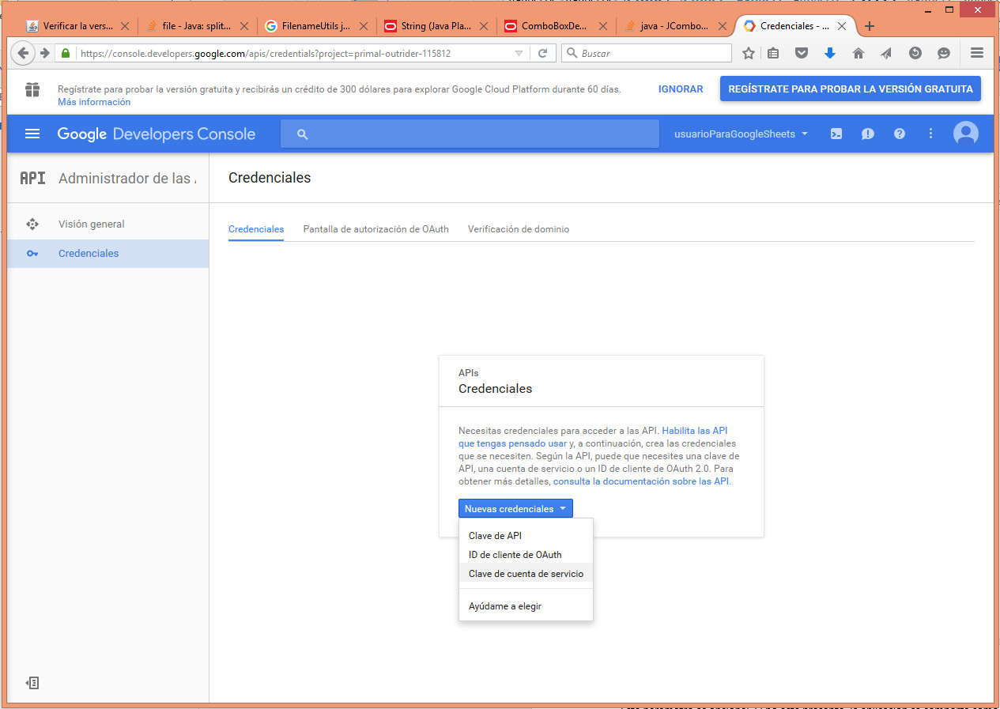 Verificar la vers...
file - Java: split...
FilenameUtils j...
String (Java Pla...
ComboBoxDe...
java - JCombo...
Credenciales - ...
https://console.developers.google.com/apis/credentials?project=primal-outrider-115812
Buscar
Regístrate para probar la versión gratuita y recibirás un crédito de 300 dólares para explorar Google Cloud Platform durante 60 días.
Más información
IGNORAR
REGÍSTRATE PARA PROBAR LA VERSIÓN GRATUITA
Google Developers Console
usuarioParaGoogleSheets
API
Administrador de las
Credenciales
Visión general
Credenciales
Credenciales
Pantalla de autorización de OAuth
Verificación de dominio
APIs
Credenciales
Necesitas credenciales para acceder a las API. Habilita las API
que tengas pensado usar y, a continuación, crea las credenciales
que se necesiten. Según la API, puede que necesites una clave de
API, una cuenta de servicio o un ID de cliente de OAuth 2.0. Para
obtener más detalles, consulta la documentación sobre las API.
Nuevas credenciales
Clave de API
ID de cliente de OAuth
Clave de cuenta de servicio
Ayúdame a elegir